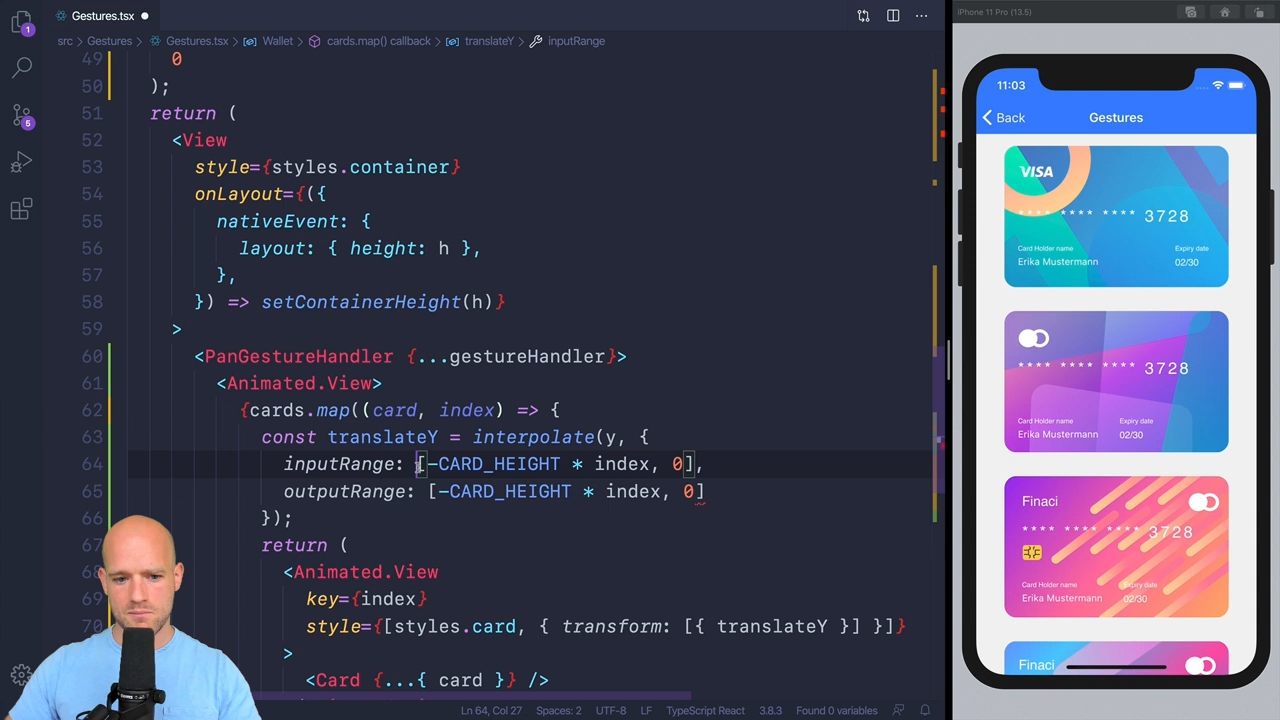 Gestures.tsx
iPhone 11 Pro (13.5)
1
5
src > Gestures > Gestures.tsx > Wallet > cards.map() callback > translateY > inputRange
49 0
50 );
51 return (
52 <View
53 style={styles.container}
54 onLayout={({
55 nativeEvent: {
56 layout: { height: h },
57 },
58 }) => setContainerHeight(h)}
59 >
60 <PanGestureHandler {...gestureHandler}>
61 <Animated.View>
62 {cards.map((card, index) => {
63 const translateY = interpolate(y, {
64 inputRange: [-CARD_HEIGHT * index, 0],
65 outputRange: [-CARD_HEIGHT * index, 0]
66 });
67 return (
68 <Animated.View
69 key={index}
70 style={[styles.card, { transform: [{ translateY }] }]}
>
<Card {...{ card }} />
Ln 64, Col 27 Spaces: 2 UTF-8 LF TypeScript React 3.8.3 Found 0 variables
11:03
Back Gestures
VISA
**** **** **** 3728
Card Holder name Expiry date
Erika Mustermann 02/30
**** **** **** 3728
Card Holder name Expiry date
Erika Mustermann 02/30
Finaci
**** **** **** 3728
Card Holder name Expiry date
Erika Mustermann 02/30
Finaci